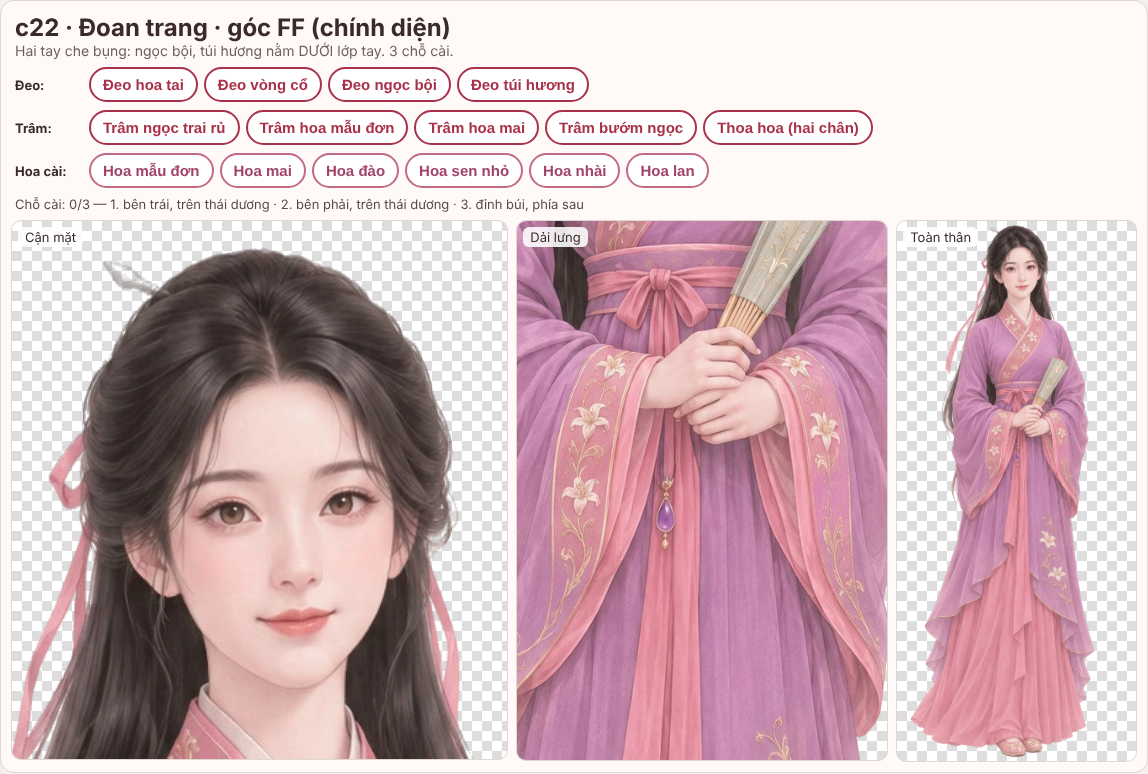 c22 · Đoan trang · góc FF (chính diện)
Hai tay che bụng: ngọc bội, túi hương nằm DƯỚI lớp tay. 3 chỗ cài.
Đeo: Đeo hoa tai Đeo vòng cổ Đeo ngọc bội Đeo túi hương
Trâm: Trâm ngọc trai rủ Trâm hoa mẫu đơn Trâm hoa mai Trâm bướm ngọc Thoa hoa (hai chân)
Hoa cài: Hoa mẫu đơn Hoa mai Hoa đào Hoa sen nhỏ Hoa nhài Hoa lan
Chỗ cài: 0/3 — 1. bên trái, trên thái dương · 2. bên phải, trên thái dương · 3. đỉnh búi, phía sau
Cận mặt Dải lưng Toàn thân